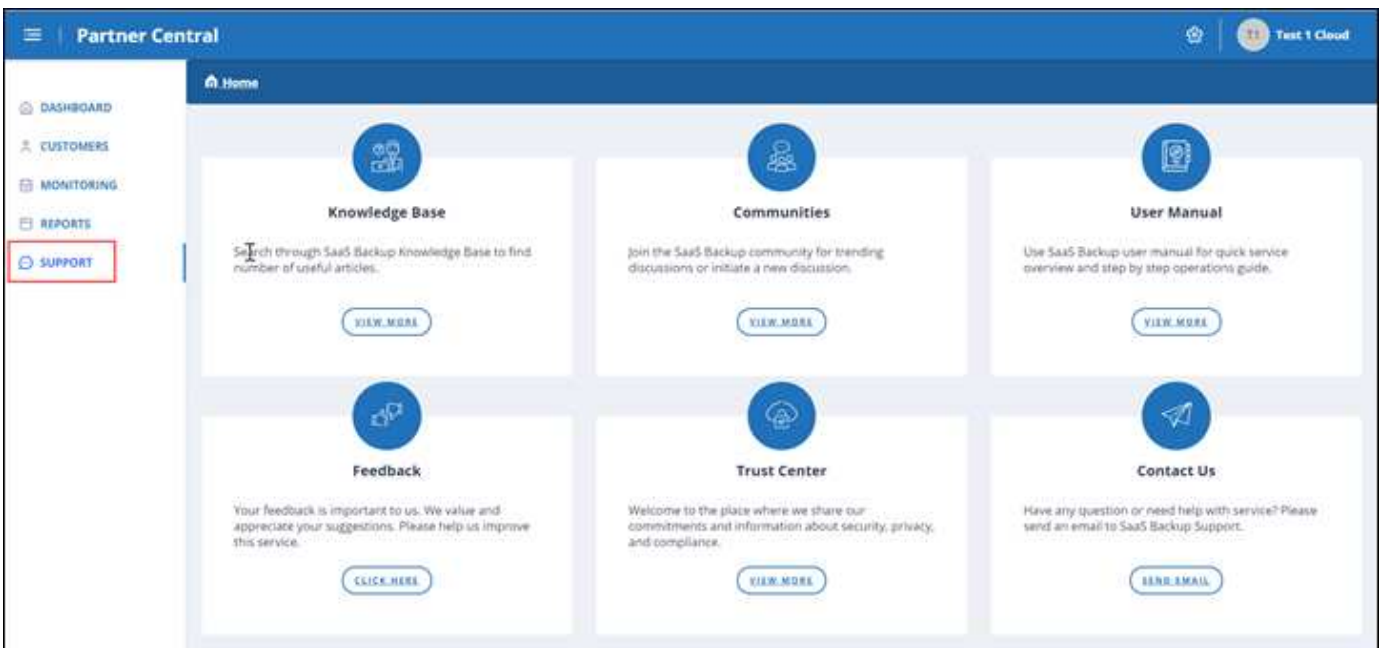 Partner Central
T1 Test 1 Cloud
Home
DASHBOARD
CUSTOMERS
MONITORING
REPORTS
SUPPORT
Knowledge Base
Search through SaaS Backup Knowledge Base to find
number of useful articles.
VIEW MORE
Communities
Join the SaaS Backup community for trending
discussions or initiate a new discussion.
VIEW MORE
User Manual
Use SaaS Backup user manual for quick service
overview and step by step operations guide.
VIEW MORE
Feedback
Your feedback is important to us. We value and
appreciate your suggestions. Please help us improve
this service.
CLICK HERE
Trust Center
Welcome to the place where we share our
commitments and information about security, privacy,
and compliance.
VIEW MORE
Contact Us
Have any question or need help with service? Please
send an email to SaaS Backup Support.
SEND EMAIL